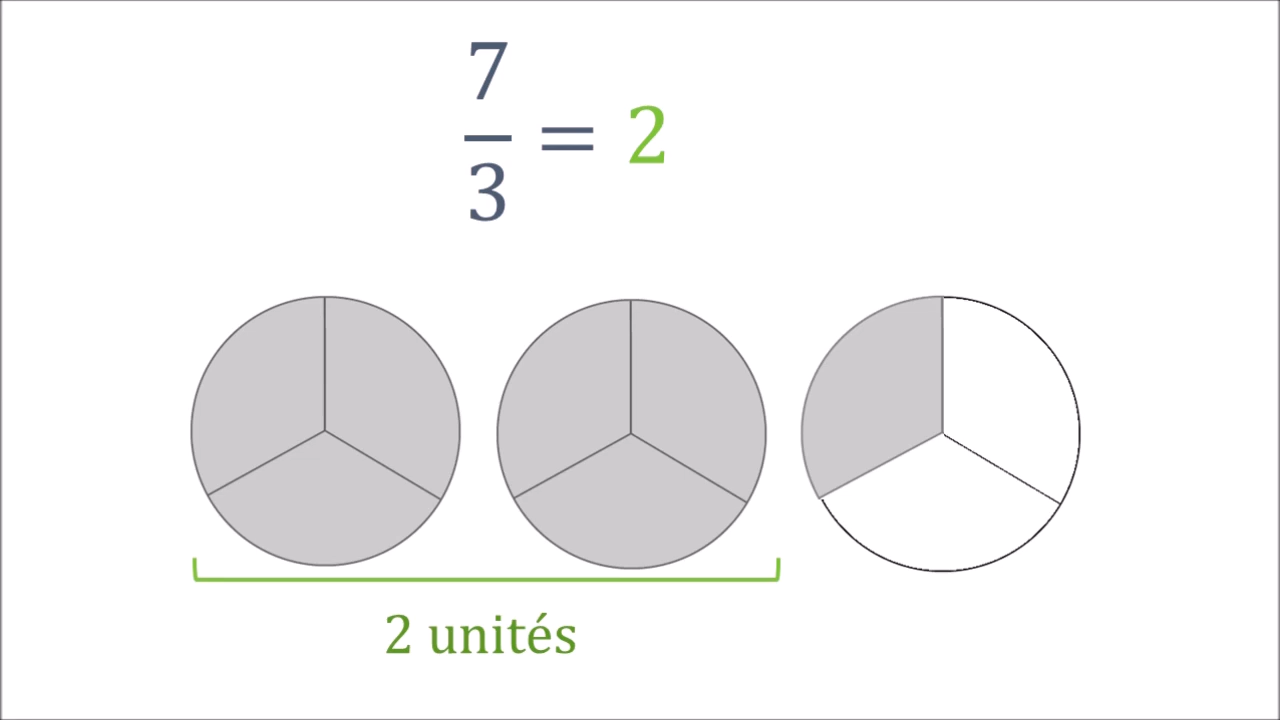 7/3 = 2
2 unités